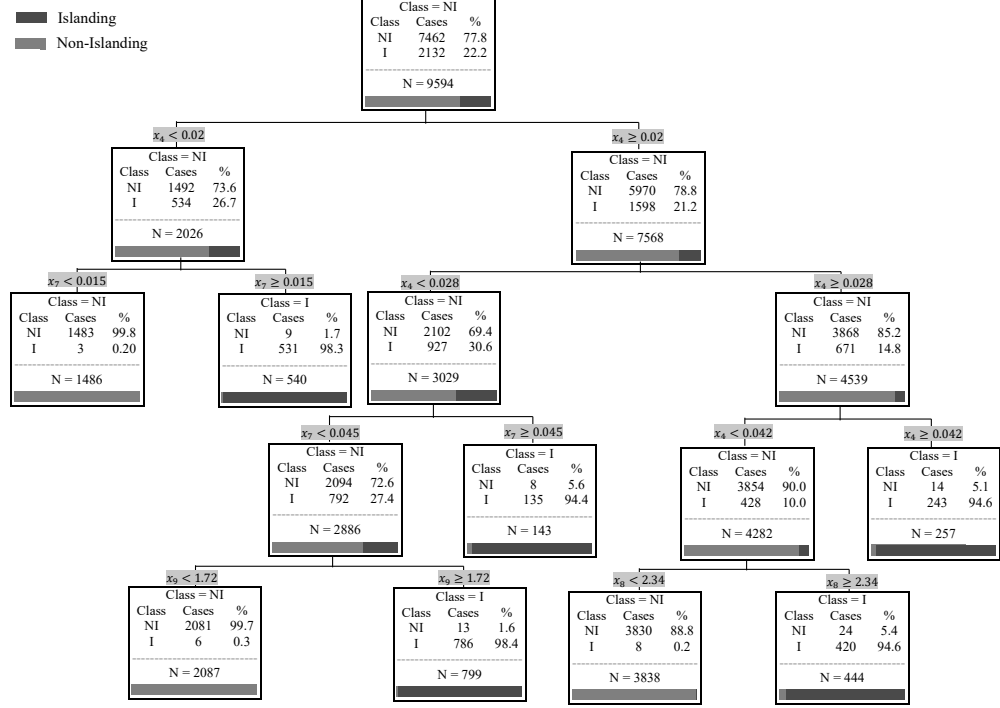 Islanding
Non-Islanding
Class = NI
Class Cases %
NI 7462 77.8
I 2132 22.2
N = 9594
x₄ < 0.02
x₄ ≥ 0.02
Class = NI
Class Cases %
NI 1492 73.6
I 534 26.7
N = 2026
Class = NI
Class Cases %
NI 5970 78.8
I 1598 21.2
N = 7568
x₇ < 0.015
x₇ ≥ 0.015
x₄ < 0.028
x₄ ≥ 0.028
Class = NI
Class Cases %
NI 1483 99.8
I 3 0.20
N = 1486
Class = I
Class Cases %
NI 9 1.7
I 531 98.3
N = 540
Class = NI
Class Cases %
NI 2102 69.4
I 927 30.6
N = 3029
Class = NI
Class Cases %
NI 3868 85.2
I 671 14.8
N = 4539
x₇ < 0.045
x₇ ≥ 0.045
x₄ < 0.042
x₄ ≥ 0.042
Class = NI
Class Cases %
NI 2094 72.6
I 792 27.4
N = 2886
Class = I
Class Cases %
NI 8 5.6
I 135 94.4
N = 143
Class = NI
Class Cases %
NI 3854 90.0
I 428 10.0
N = 4282
Class = I
Class Cases %
NI 14 5.1
I 243 94.6
N = 257
x₉ < 1.72
x₉ ≥ 1.72
x₈ < 2.34
x₈ ≥ 2.34
Class = NI
Class Cases %
NI 2081 99.7
I 6 0.3
N = 2087
Class = I
Class Cases %
NI 13 1.6
I 786 98.4
N = 799
Class = NI
Class Cases %
NI 3830 88.8
I 8 0.2
N = 3838
Class = I
Class Cases %
NI 24 5.4
I 420 94.6
N = 444